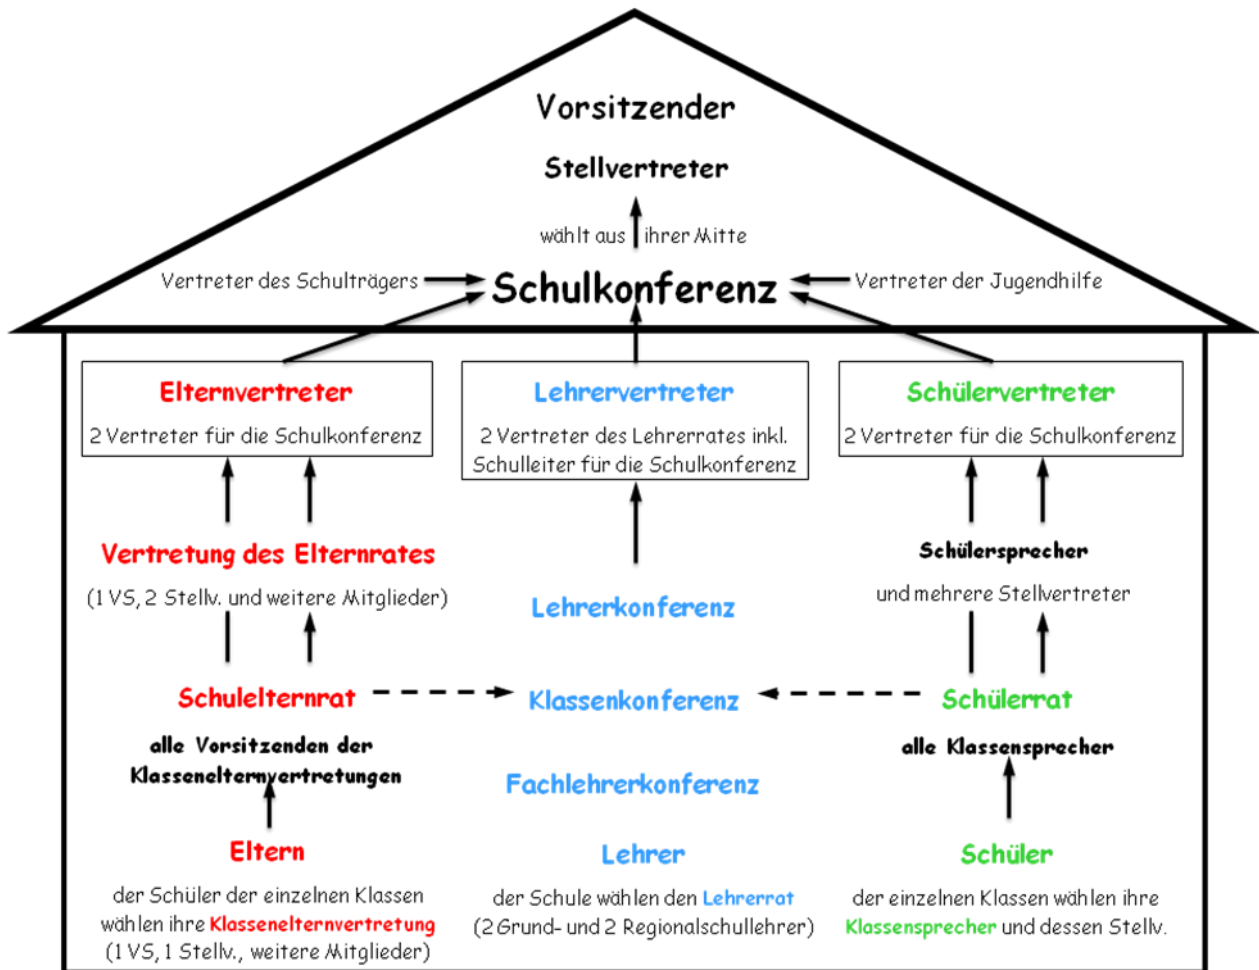 Vorsitzender
Stellvertreter
wählt aus ihrer Mitte
Vertreter des Schulträgers
Schulkonferenz
Vertreter der Jugendhilfe
Elternvertreter
2 Vertreter für die Schulkonferenz
Lehrervertreter
2 Vertreter des Lehrerrates inkl.
Schulleiter für die Schulkonferenz
Schülervertreter
2 Vertreter für die Schulkonferenz
Vertretung des Elternrates
(1 VS, 2 Stellv. und weitere Mitglieder)
Lehrerkonferenz
Schülersprecher
und mehrere Stellvertreter
Schulelternrat
Klassenkonferenz
Schülerrat
alle Vorsitzenden der
Klassenelternvertretungen
alle Klassensprecher
Fachlehrerkonferenz
Eltern
der Schüler der einzelnen Klassen
wählen ihre Klassenelternvertretung
(1 VS, 1 Stellv., weitere Mitglieder)
Lehrer
der Schule wählen den Lehrerrat
(2 Grund- und 2 Regionalschullehrer)
Schüler
der einzelnen Klassen wählen ihre
Klassensprecher und dessen Stellv.